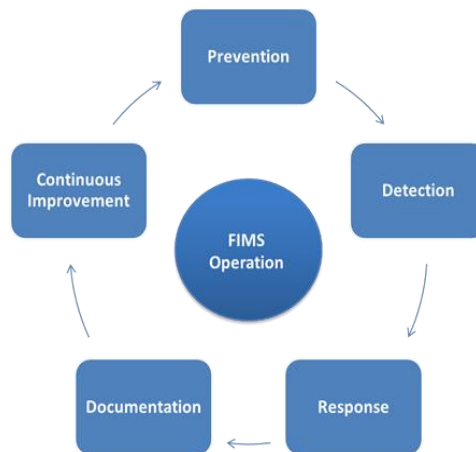 Prevention
Detection
Response
Documentation
Continuous
Improvement
FIMS
Operation